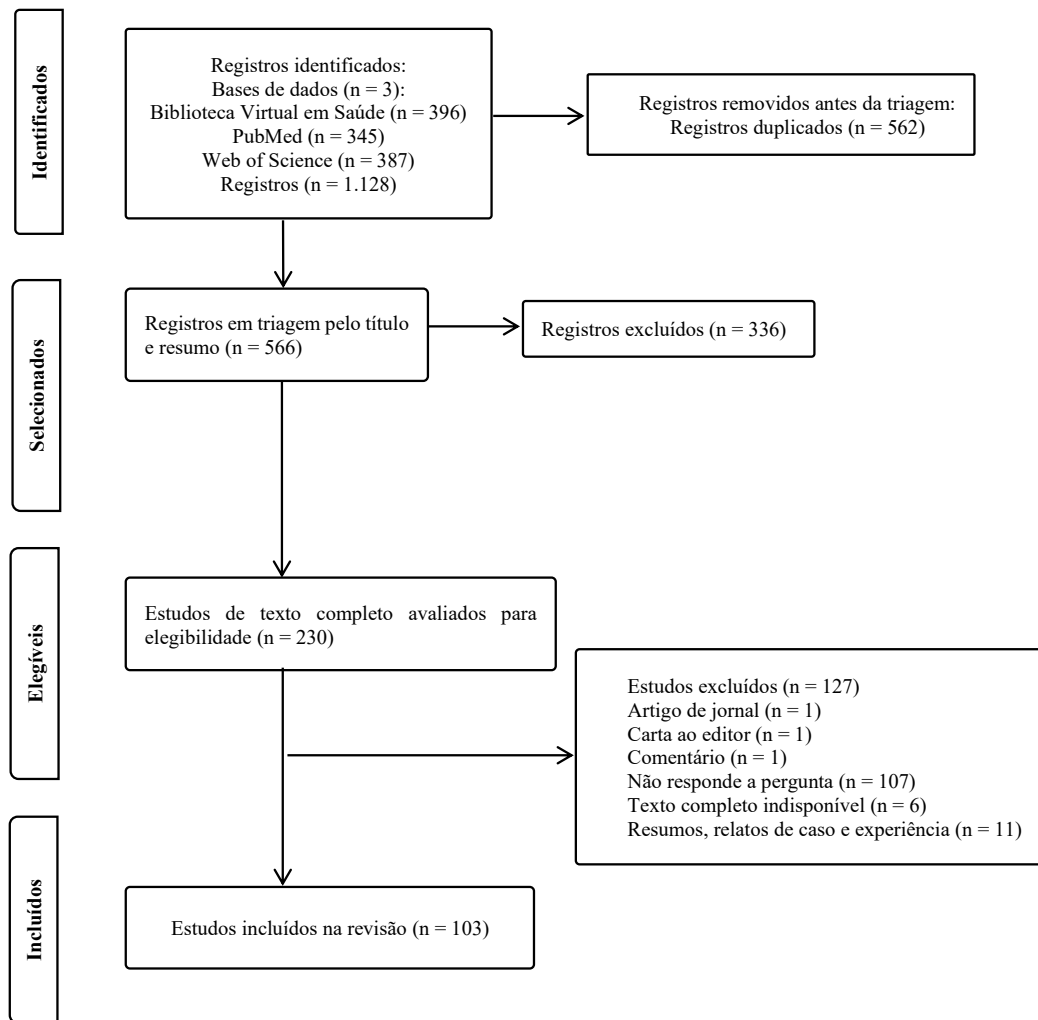 Identificados
Registros identificados:
Bases de dados (n = 3):
Biblioteca Virtual em Saúde (n = 396)
PubMed (n = 345)
Web of Science (n = 387)
Registros (n = 1.128)
Registros removidos antes da triagem:
Registros duplicados (n = 562)
Selecionados
Registros em triagem pelo título
e resumo (n = 566)
Registros excluídos (n = 336)
Elegíveis
Estudos de texto completo avaliados para
elegibilidade (n = 230)
Estudos excluídos (n = 127)
Artigo de jornal (n = 1)
Carta ao editor (n = 1)
Comentário (n = 1)
Não responde a pergunta (n = 107)
Texto completo indisponível (n = 6)
Resumos, relatos de caso e experiência (n = 11)
Incluídos
Estudos incluídos na revisão (n = 103)